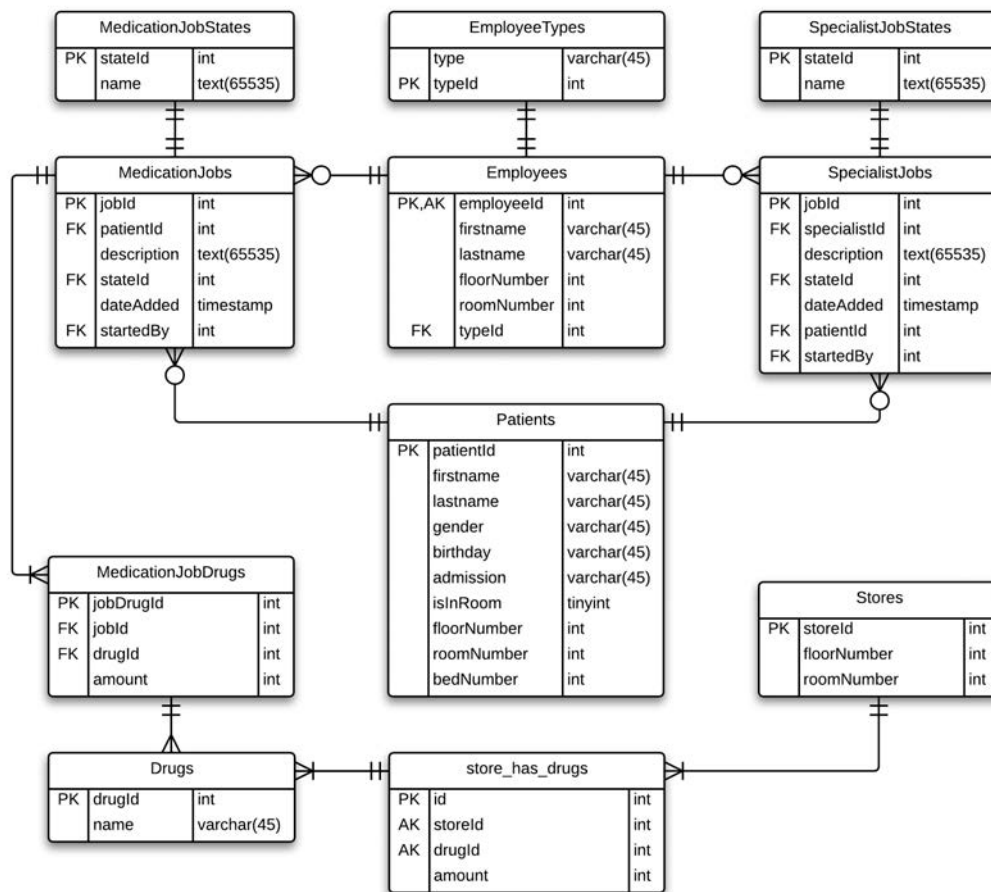 MedicationJobStates
PK stateId int
name text(65535)
EmployeeTypes
type varchar(45)
PK typeId int
SpecialistJobStates
PK stateId int
name text(65535)
MedicationJobs
PK jobId int
FK patientId int
description text(65535)
FK stateId int
dateAdded timestamp
FK startedBy int
Employees
PK,AK employeeId int
firstname varchar(45)
lastname varchar(45)
floorNumber int
roomNumber int
FK typeId int
SpecialistJobs
PK jobId int
FK specialistId int
description text(65535)
FK stateId int
dateAdded timestamp
FK patientId int
FK startedBy int
Patients
PK patientId int
firstname varchar(45)
lastname varchar(45)
gender varchar(45)
birthday varchar(45)
admission varchar(45)
isInRoom tinyint
floorNumber int
roomNumber int
bedNumber int
MedicationJobDrugs
PK jobDrugId int
FK jobId int
FK drugId int
amount int
Stores
PK storeId int
floorNumber int
roomNumber int
Drugs
PK drugId int
name varchar(45)
store_has_drugs
PK id int
AK storeId int
AK drugId int
amount int